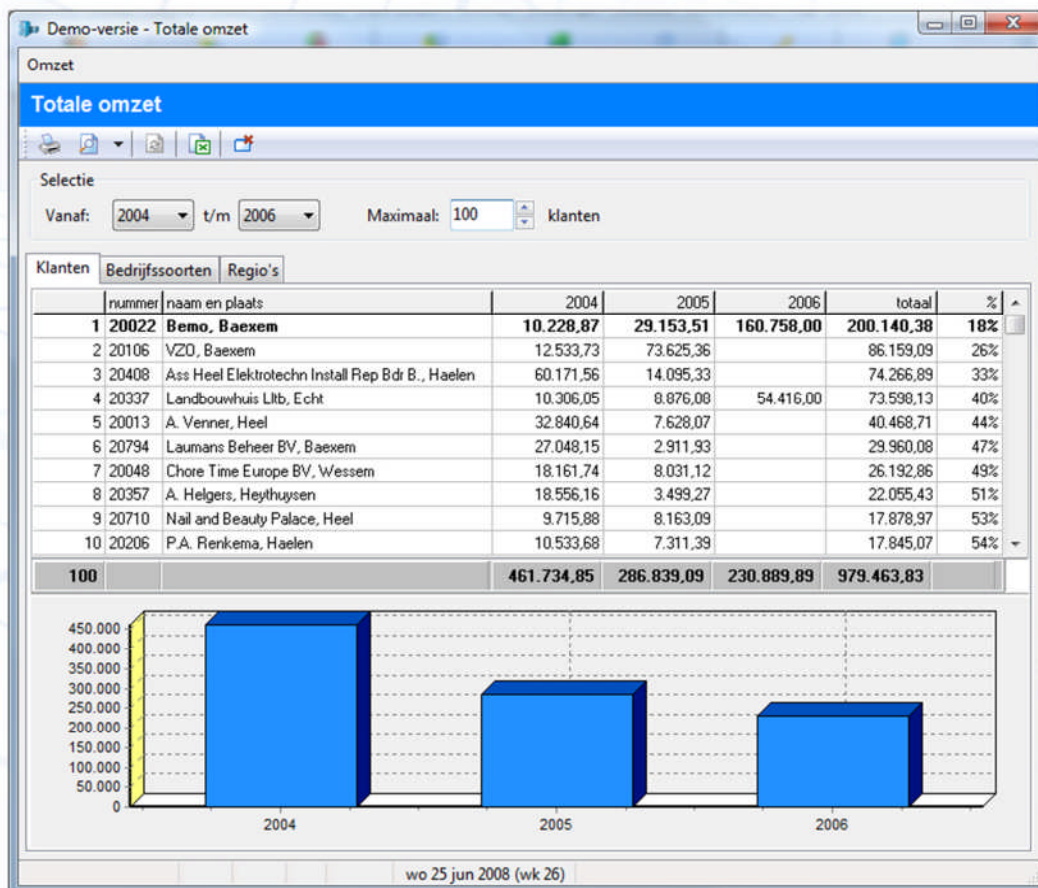 Demo-versie - Totale omzet
Omzet
Totale omzet
Selectie
Vanaf: 2004 t/m 2006 Maximaal: 100 klanten
Klanten Bedrijfssoorten Regio's
nummer naam en plaats 2004 2005 2006 totaal %
1 20022 Bemo, Baexem 10.228,87 29.153,51 160.758,00 200.140,38 18%
2 20106 VZO, Baexem 12.533,73 73.625,36 86.159,09 26%
3 20408 Ass Heel Elektrotechn Install Rep Bdr B., Haelen 60.171,56 14.095,33 74.266,89 33%
4 20337 Landbouwhuis Lltb, Echt 10.306,05 8.876,08 54.416,00 73.598,13 40%
5 20013 A. Venner, Heel 32.840,64 7.628,07 40.468,71 44%
6 20794 Laumans Beheer BV, Baexem 27.048,15 2.911,93 29.960,08 47%
7 20048 Chore Time Europe BV, Wessem 18.161,74 8.031,12 26.192,86 49%
8 20357 A. Helgers, Heythuysen 18.556,16 3.499,27 22.055,43 51%
9 20710 Nail and Beauty Palace, Heel 9.715,88 8.163,09 17.878,97 53%
10 20206 P.A. Renkema, Haelen 10.533,68 7.311,39 17.845,07 54%
100 461.734,85 286.839,09 230.889,89 979.463,83
450.000
400.000
350.000
300.000
250.000
200.000
150.000
100.000
50.000
0
2004 2005 2006
wo 25 jun 2008 (wk 26)